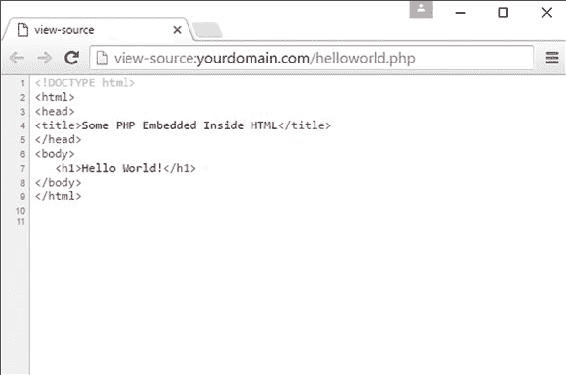 view-source
view-source:yourdomain.com/helloworld.php
1 <!DOCTYPE html>
2 <html>
3 <head>
4 <title>Some PHP Embedded Inside HTML</title>
5 </head>
6 <body>
7 <h1>Hello World!</h1>
8 </body>
9 </html>
10
11